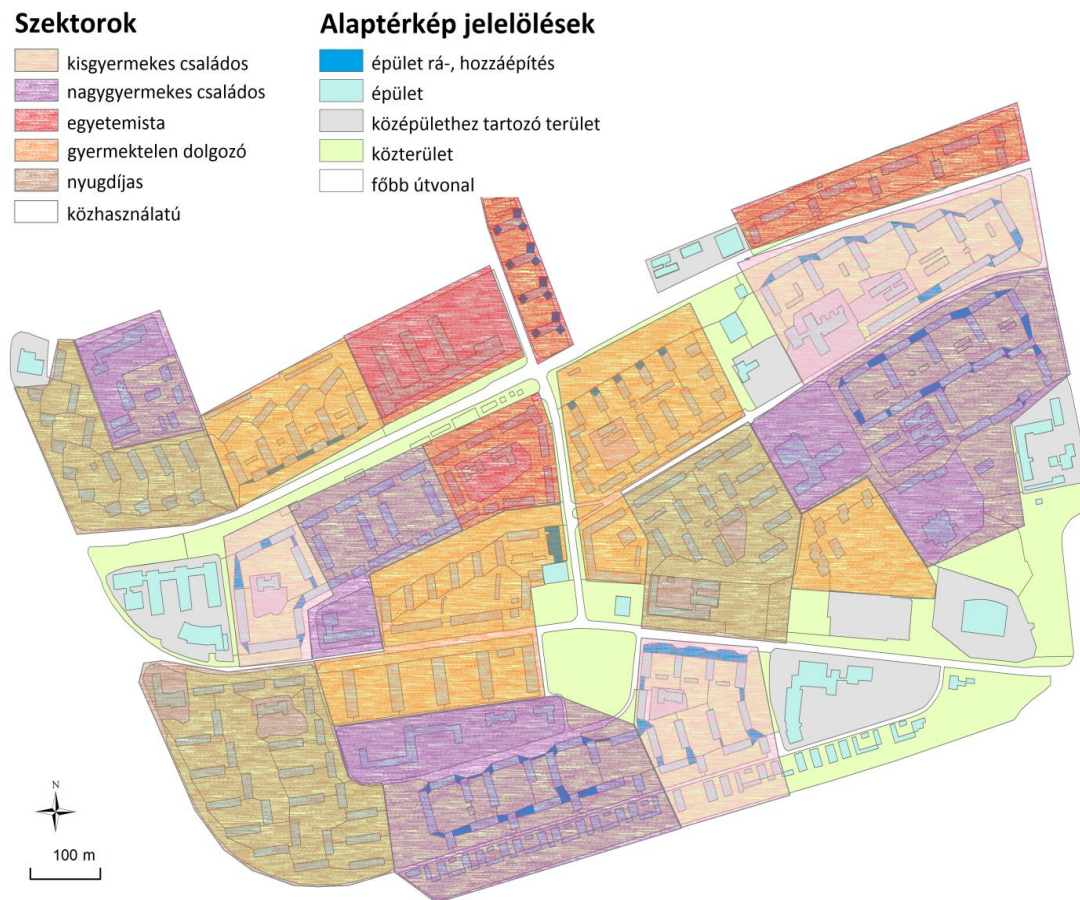 Szektorok
kisgyermekes családos
nagygyermekes családos
egyetemista
gyermektelen dolgozó
nyugdíjas
közhasználatú
Alaptérkép jelelölések
épület rá-, hozzáépítés
épület
középülethez tartozó terület
közterület
főbb útvonal
N
100 m